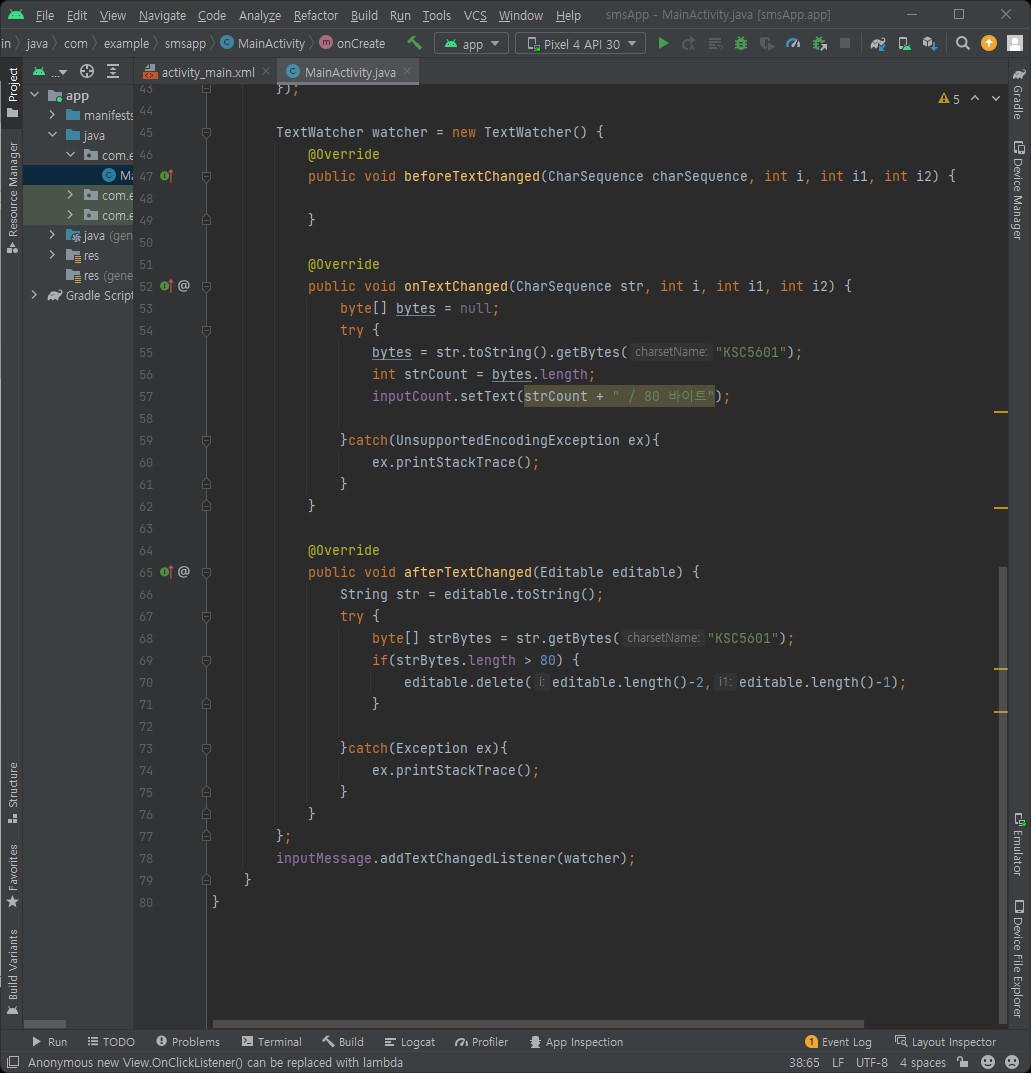 File Edit View Navigate Code Analyze Refactor Build Run Tools VCS Window Help smsApp - MainActivity.java [smsApp.app]
in java com example smsapp MainActivity onCreate app Pixel 4 API 30
... activity_main.xml MainActivity.java
Project
Resource Manager
Structure
Favorites
Build Variants
app
manifests
java
com.e
Ma
com.e
com.e
java (gen
res
res (gene
Gradle Script
5
43 });
44
45 TextWatcher watcher = new TextWatcher() {
46 @Override
47 public void beforeTextChanged(CharSequence charSequence, int i, int i1, int i2) {
48
49 }
50
51 @Override
52 @ public void onTextChanged(CharSequence str, int i, int i1, int i2) {
53 byte[] bytes = null;
54 try {
55 bytes = str.toString().getBytes( charsetName: "KSC5601");
56 int strCount = bytes.length;
57 inputCount.setText(strCount + " / 80 바이트");
58
59 }catch(UnsupportedEncodingException ex){
60 ex.printStackTrace();
61 }
62 }
63
64 @Override
65 @ public void afterTextChanged(Editable editable) {
66 String str = editable.toString();
67 try {
68 byte[] strBytes = str.getBytes( charsetName: "KSC5601");
69 if(strBytes.length > 80) {
70 editable.delete( i: editable.length()-2, i1: editable.length()-1);
71 }
72
73 }catch(Exception ex){
74 ex.printStackTrace();
75 }
76 }
77 };
78 inputMessage.addTextChangedListener(watcher);
79 }
80 }
Gradle
Device Manager
Emulator
Device File Explorer
Run TODO Problems Terminal Build Logcat Profiler App Inspection 1 Event Log Layout Inspector
Anonymous new View.OnClickListener() can be replaced with lambda 38:65 LF UTF-8 4 spaces